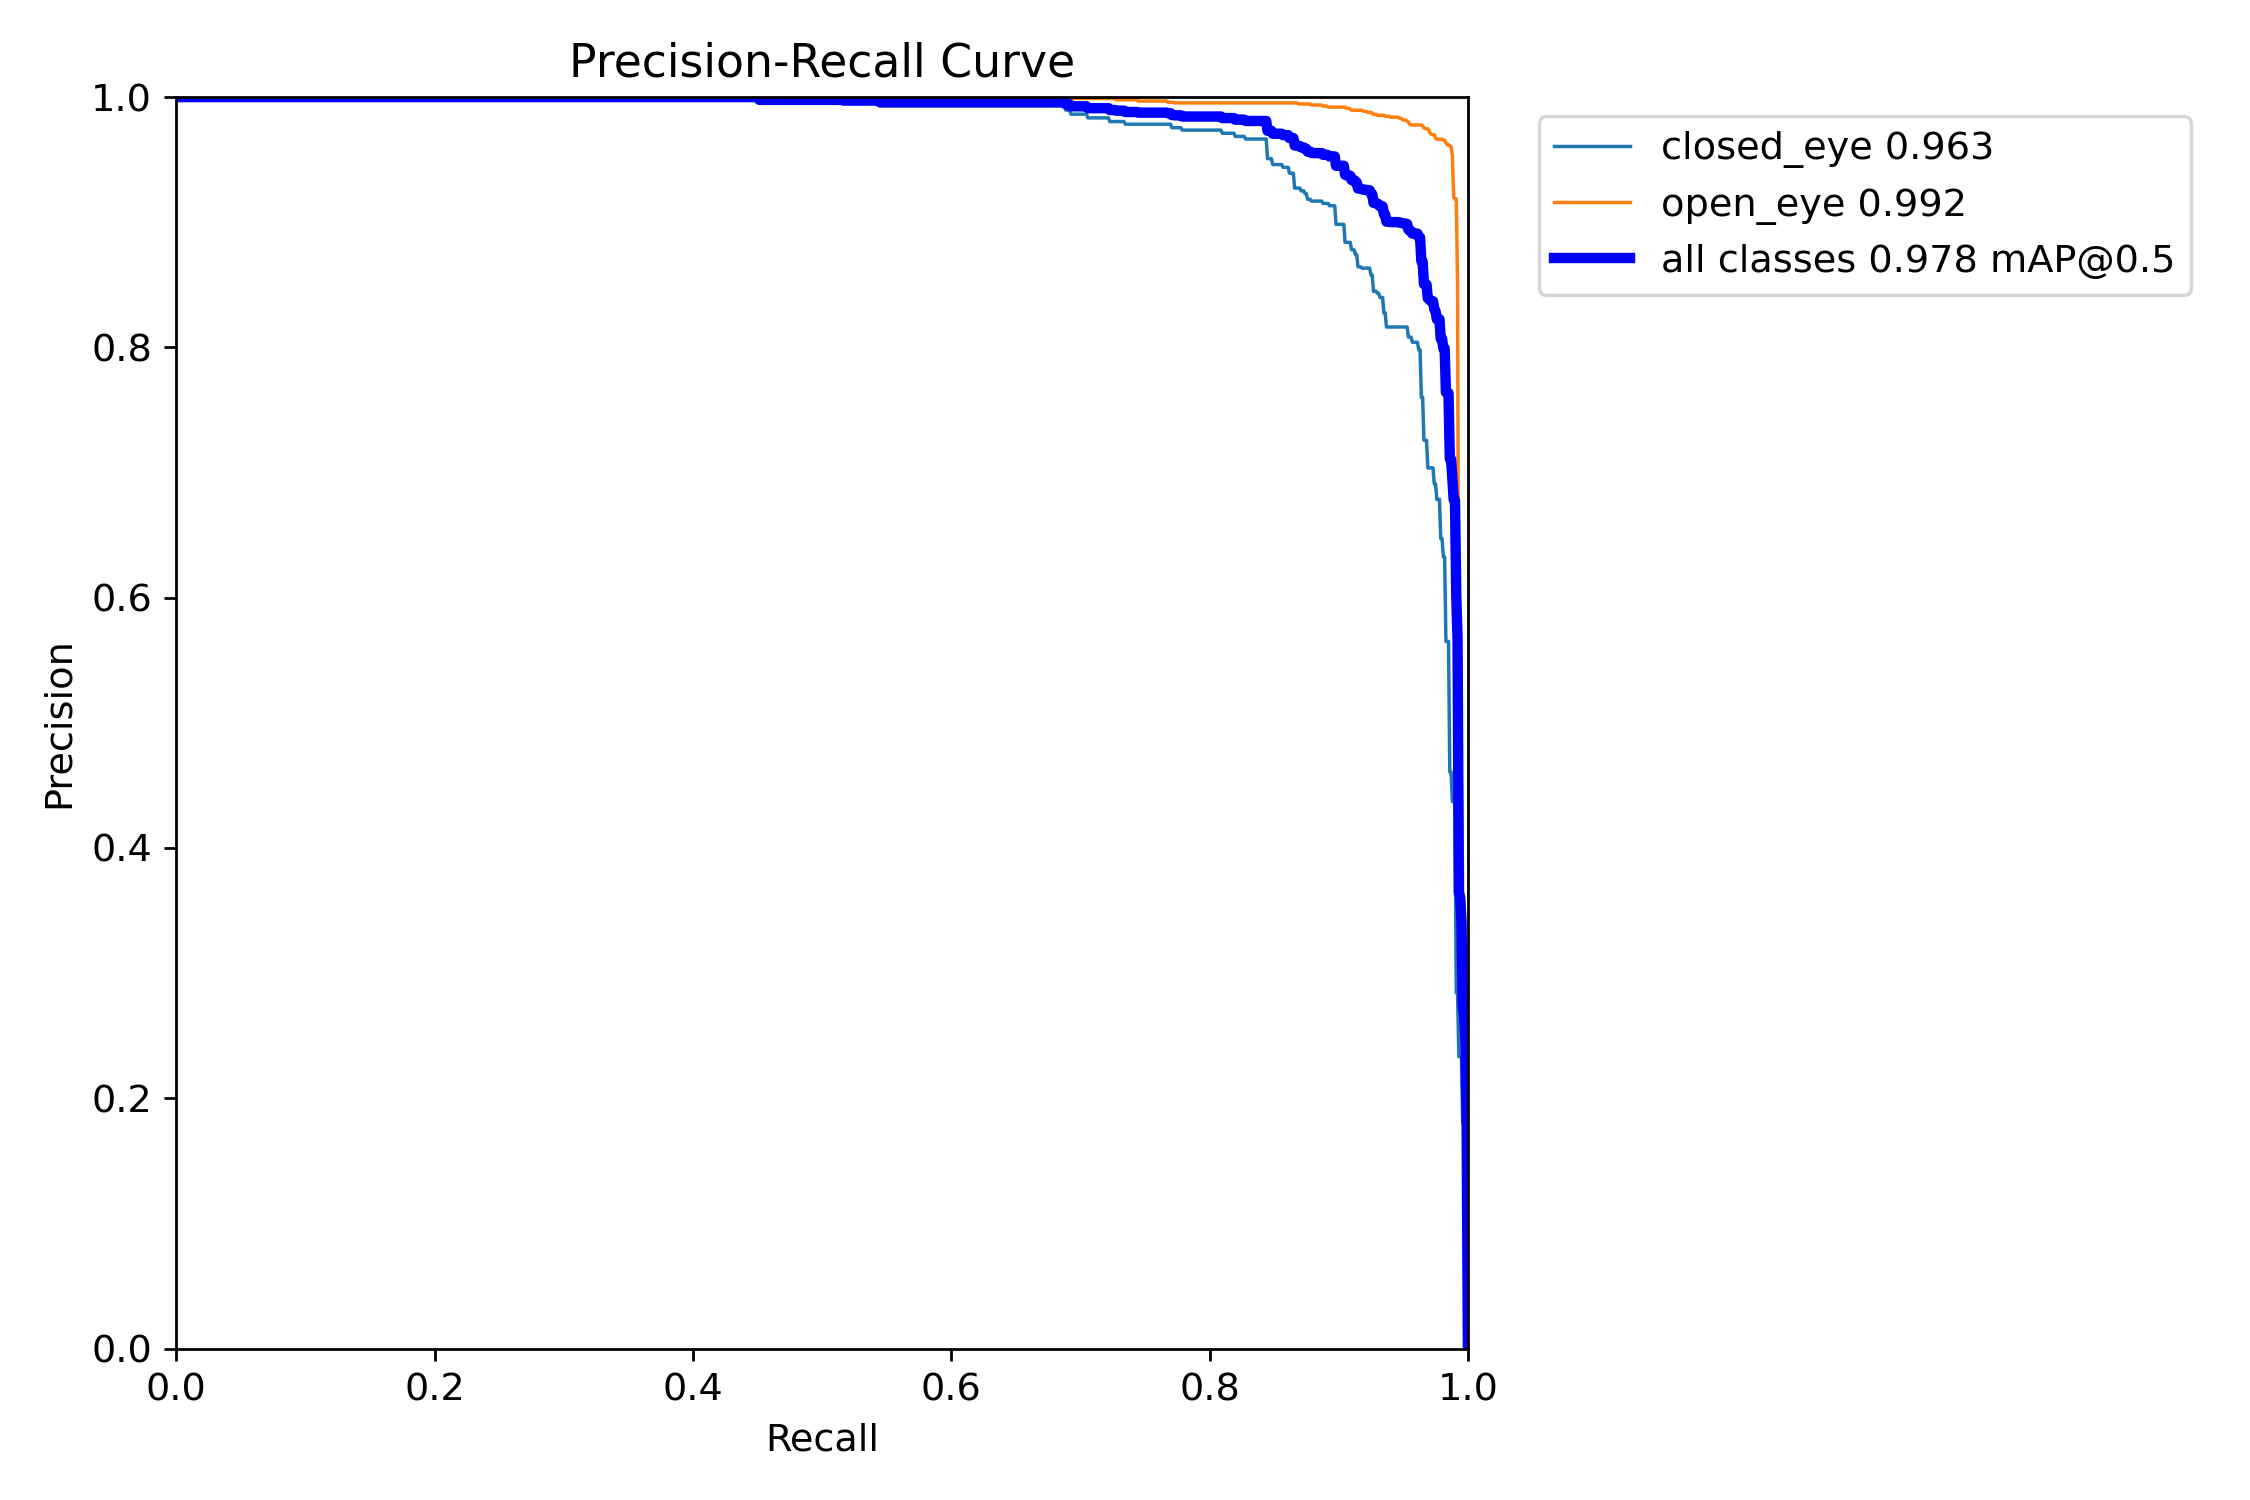 Precision-Recall Curve
1.0
0.8
0.6
0.4
0.2
0.0
Precision
0.0 0.2 0.4 0.6 0.8 1.0
Recall
closed_eye 0.963
open_eye 0.992
all classes 0.978 mAP@0.5